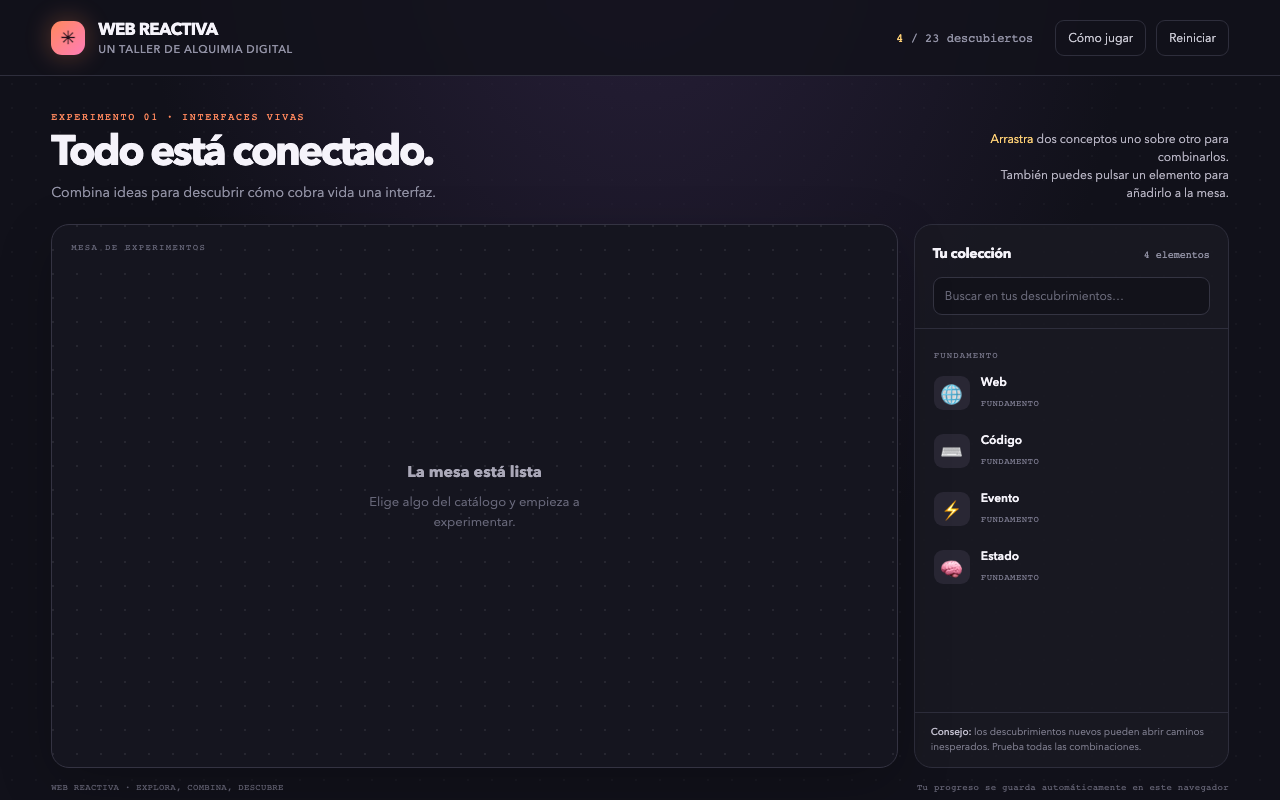 WEB REACTIVA
UN TALLER DE ALQUIMIA DIGITAL
4 / 23 descubiertos
Cómo jugar
Reiniciar
EXPERIMENTO 01 · INTERFACES VIVAS
Todo está conectado.
Combina ideas para descubrir cómo cobra vida una interfaz.
Arrastra dos conceptos uno sobre otro para
combinarlos.
También puedes pulsar un elemento para
añadirlo a la mesa.
MESA DE EXPERIMENTOS
La mesa está lista
Elige algo del catálogo y empieza a
experimentar.
Tu colección
4 elementos
Buscar en tus descubrimientos...
FUNDAMENTO
Web
FUNDAMENTO
Código
FUNDAMENTO
Evento
FUNDAMENTO
Estado
FUNDAMENTO
Consejo: los descubrimientos nuevos pueden abrir caminos
inesperados. Prueba todas las combinaciones.
WEB REACTIVA · EXPLORA, COMBINA, DESCUBRE
Tu progreso se guarda automáticamente en este navegador